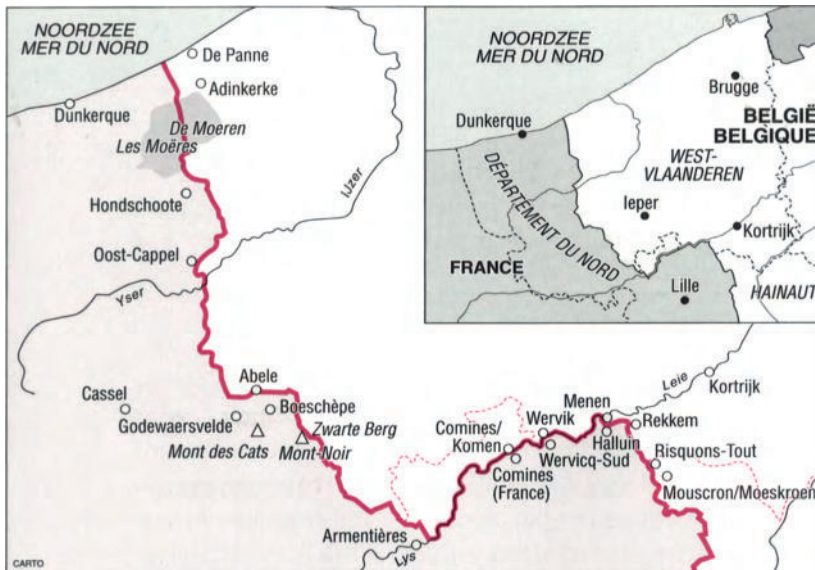 NOORDZEE
MER DU NORD
De Panne
Adinkerke
Dunkerque
De Moeren
Les Moëres
Hondschoote
IJzer
Oost-Cappel
Yser
Abele
Cassel
Boeschèpe
Godewaersvelde
Zwarte Berg
Mont des Cats
Mont-Noir
Armentières
Lys
Comines/
Komen
Comines
(France)
Wervik
Wervicq-Sud
Menen
Halluin
Leie
Kortrijk
Rekkem
Risquons-Tout
Mouscron/Moeskroen
CARTO
NOORDZEE
MER DU NORD
Brugge
BELGIË
BELGIQUE
Dunkerque
WEST-
VLAANDEREN
DÉPARTEMENT DU NORD
Ieper
Kortrijk
FRANCE
Lille
HAINAUT